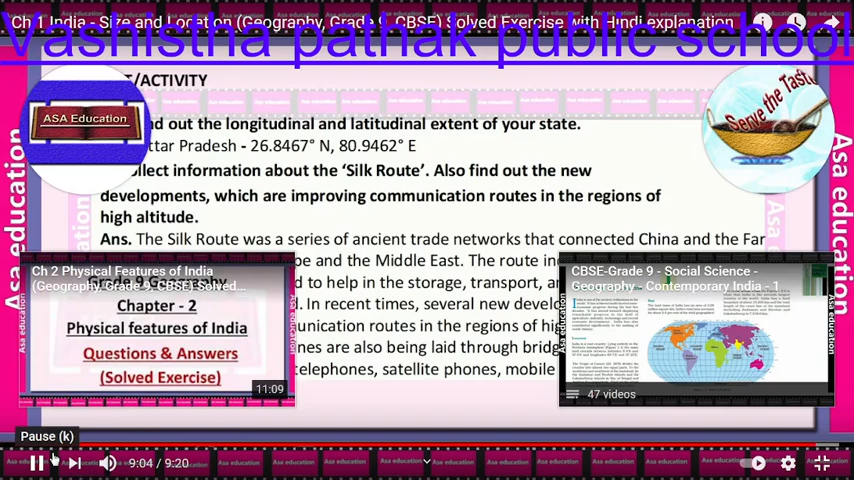 Ch 1 India - Size and Location (Geography, Grade 9, CBSE) Solved Exercise with Hindi explanation
Vashistha pathak public school
T/ACTIVITY
ASA Education
Serve the Taste
nd out the longitudinal and latitudinal extent of your state.
ttar Pradesh - 26.8467° N, 80.9462° E
ollect information about the ‘Silk Route’. Also find out the new
developments, which are improving communication routes in the regions of
high altitude.
Ans. The Silk Route was a series of ancient trade networks that connected China and the Far
pe and the Middle East. The route in
d to help in the storage, transport, an
d. In recent times, several new develo
unication routes in the regions of hig
nes are also being laid through bridg
telephones, satellite phones, mobile
Ch 2 Physical Features of India
(Geography, Grade 9, CBSE) Solved...
Chapter - 2
Physical features of India
Questions & Answers
(Solved Exercise)
11:09
CBSE-Grade 9 - Social Science -
Geography - Contemporary India - 1
47 videos
Asa education
Asa education
Pause (k)
9:04 / 9:20